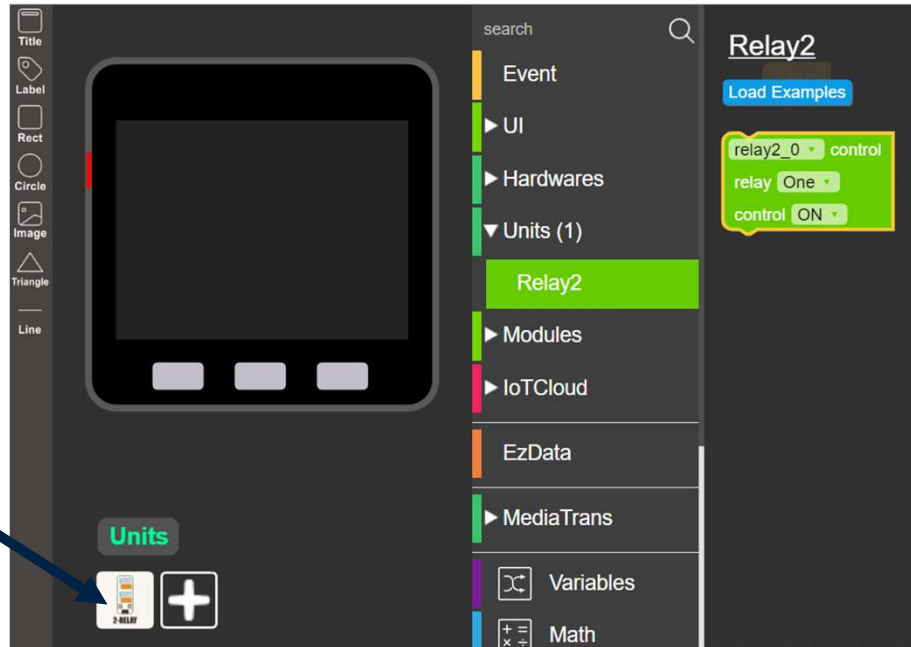 Title
Label
Rect
Circle
Image
Triangle
Line
Units
2-RELAY
search
Event
UI
Hardwares
Units (1)
Relay2
Modules
IoTCloud
EzData
MediaTrans
Variables
Math
Relay2
Load Examples
relay2_0 control
relay One
control ON